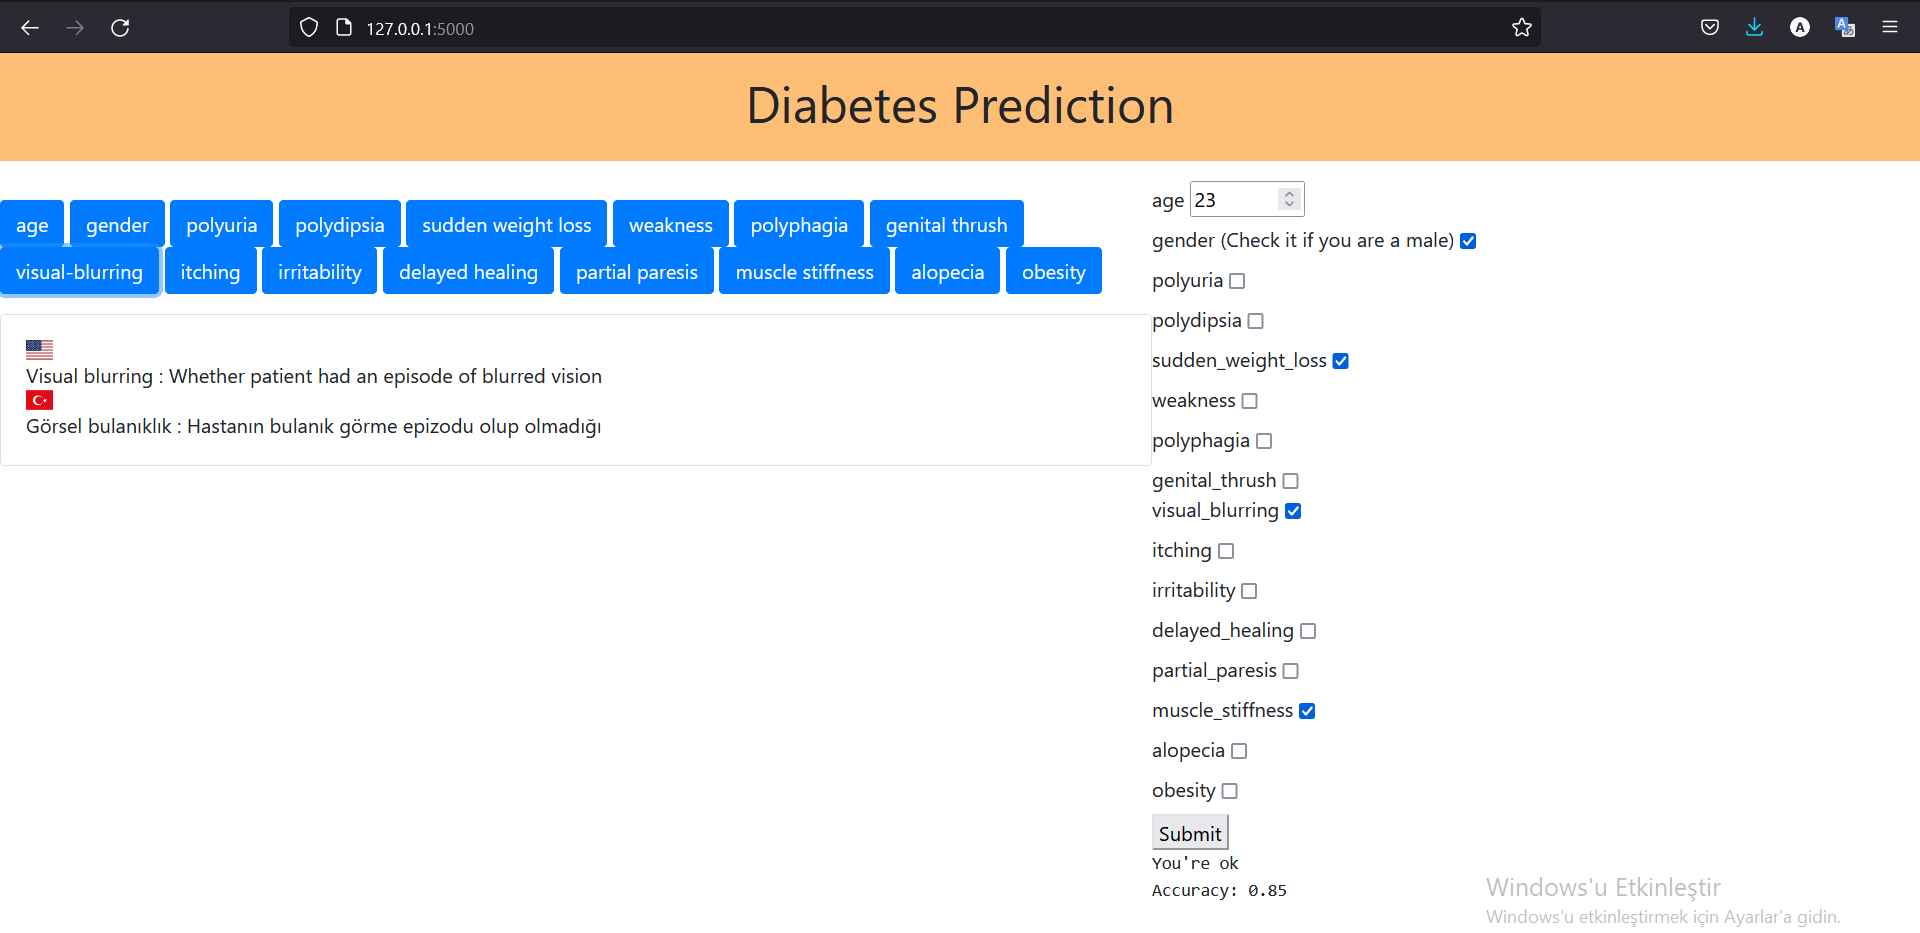 127.0.0.1:5000
Diabetes Prediction
age gender polyuria polydipsia sudden weight loss weakness polyphagia genital thrush
visual-blurring itching irritability delayed healing partial paresis muscle stiffness alopecia obesity
Visual blurring : Whether patient had an episode of blurred vision
Görsel bulanıklık : Hastanın bulanık görme epizodu olup olmadığı
age 23
gender (Check it if you are a male)
polyuria
polydipsia
sudden_weight_loss
weakness
polyphagia
genital_thrush
visual_blurring
itching
irritability
delayed_healing
partial_paresis
muscle_stiffness
alopecia
obesity
Submit
You're ok
Accuracy: 0.85
Windows'u Etkinleştir
Windows'u etkinleştirmek için Ayarlar'a gidin.